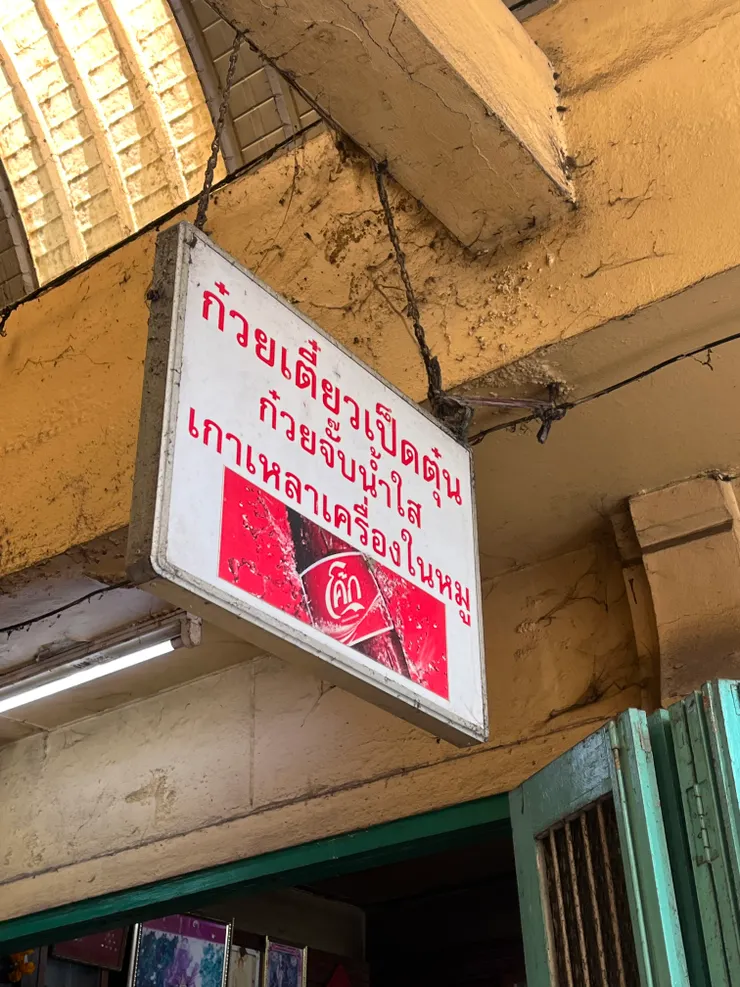 ก๋วยเตี๋ยวเป็ดตุ๋น
ก๋วยจั๊บน้ำใส
เกาเหลาเครื่องในหมู
โค้ก